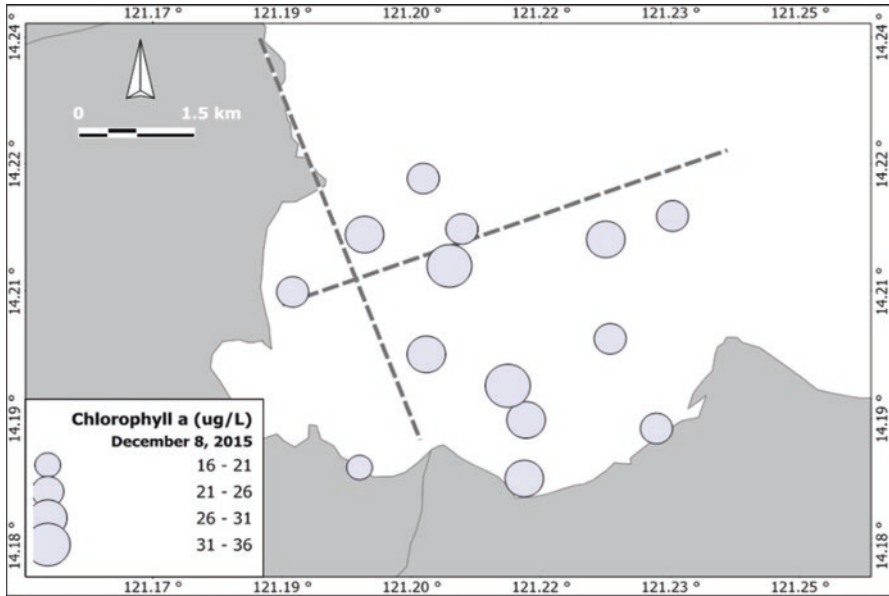 121.17 ° 121.19 ° 121.20 ° 121.22 ° 121.23 ° 121.25 °
14.24 ° 14.24 °
0 1.5 km
14.22 ° 14.22 °
14.21 ° 14.21 °
14.19 ° 14.19 °
Chlorophyll a (ug/L)
December 8, 2015
16 - 21
21 - 26
26 - 31
31 - 36
14.18 ° 14.18 °
121.17 ° 121.19 ° 121.20 ° 121.22 ° 121.23 ° 121.25 °